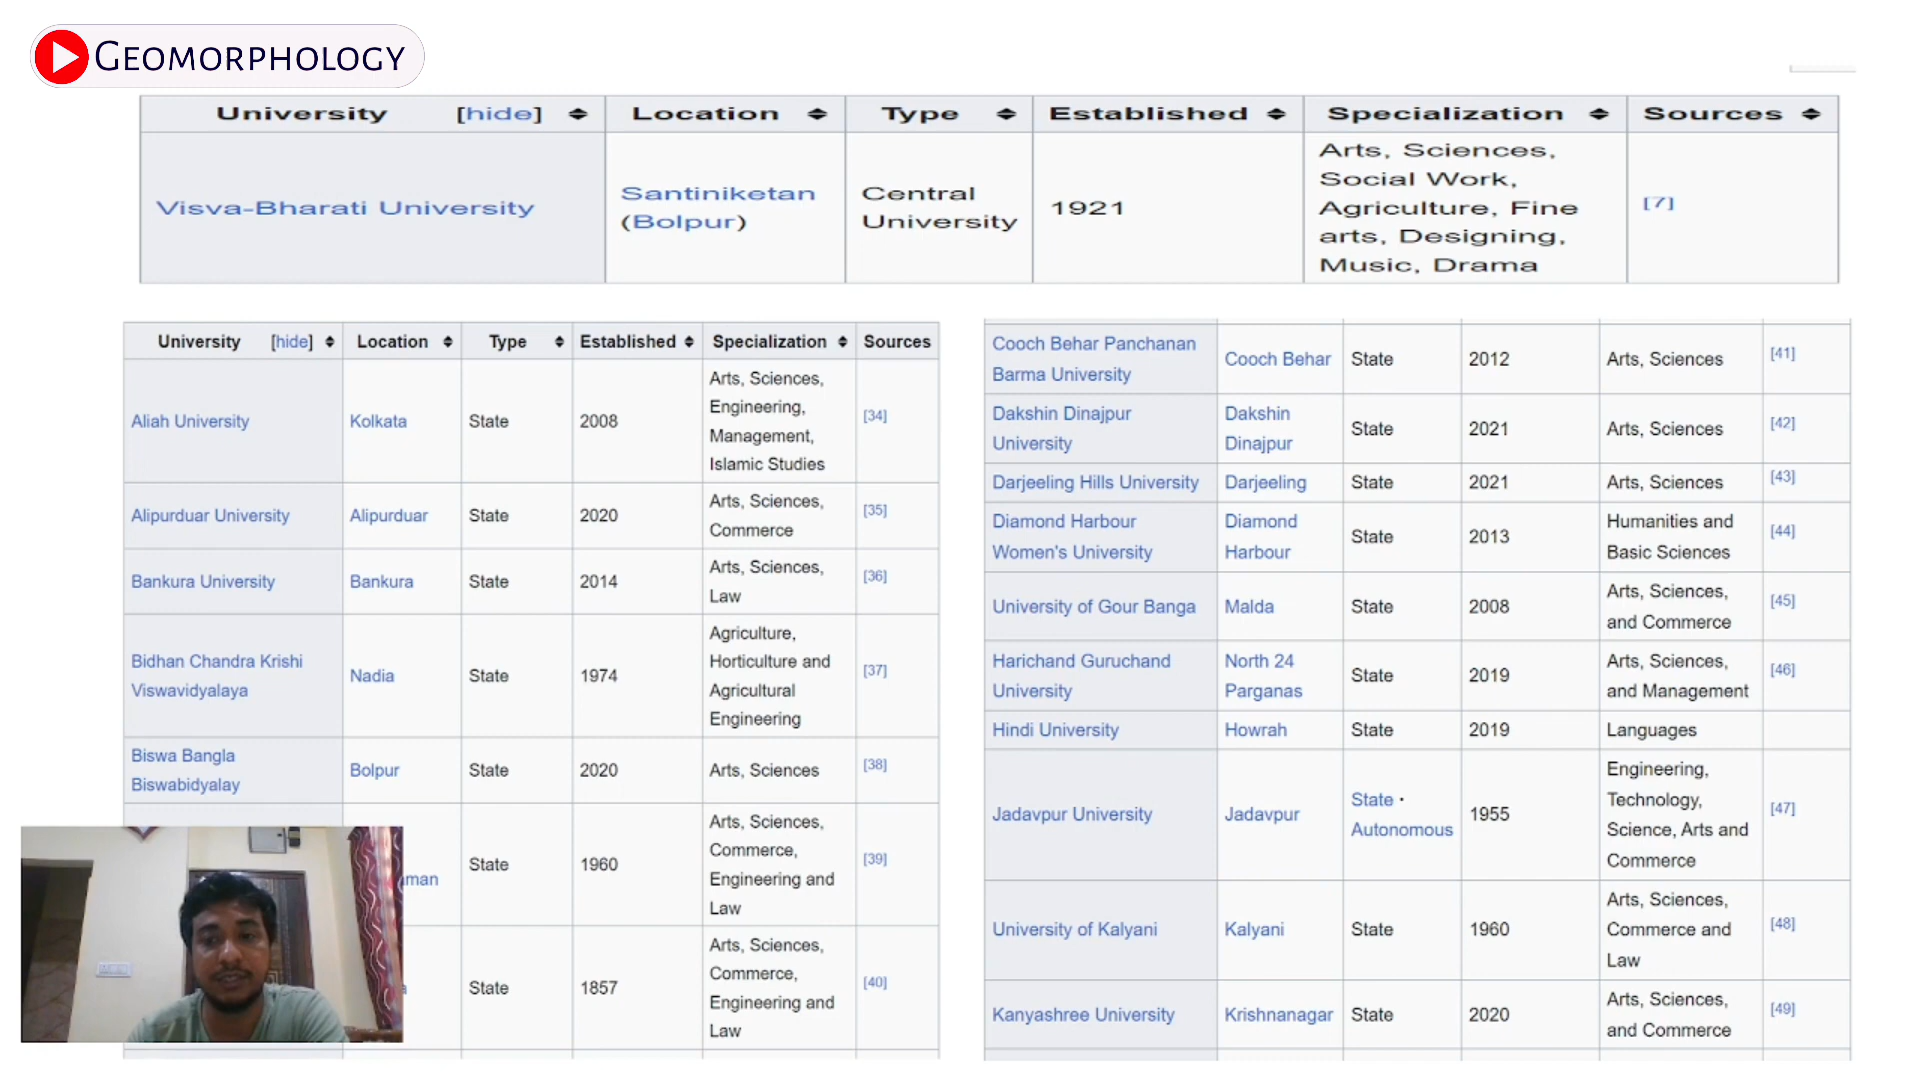 GEOMORPHOLOGY
University [hide] Location Type Established Specialization Sources
Visva-Bharati University Santiniketan (Bolpur) Central University 1921 Arts, Sciences, Social Work, Agriculture, Fine arts, Designing, Music, Drama [7]
University [hide] Location Type Established Specialization Sources
Aliah University Kolkata State 2008 Arts, Sciences, Engineering, Management, Islamic Studies [34]
Alipurduar University Alipurduar State 2020 Arts, Sciences, Commerce [35]
Bankura University Bankura State 2014 Arts, Sciences, Law [36]
Bidhan Chandra Krishi Viswavidyalaya Nadia State 1974 Agriculture, Horticulture and Agricultural Engineering [37]
Biswa Bangla Biswabidyalay Bolpur State 2020 Arts, Sciences [38]
State 1960 Arts, Sciences, Commerce, Engineering and Law [39]
State 1857 Arts, Sciences, Commerce, Engineering and Law [40]
Cooch Behar Panchanan Barma University Cooch Behar State 2012 Arts, Sciences [41]
Dakshin Dinajpur University Dakshin Dinajpur State 2021 Arts, Sciences [42]
Darjeeling Hills University Darjeeling State 2021 Arts, Sciences [43]
Diamond Harbour Women's University Diamond Harbour State 2013 Humanities and Basic Sciences [44]
University of Gour Banga Malda State 2008 Arts, Sciences, and Commerce [45]
Harichand Guruchand University North 24 Parganas State 2019 Arts, Sciences, and Management [46]
Hindi University Howrah State 2019 Languages
Jadavpur University Jadavpur State · Autonomous 1955 Engineering, Technology, Science, Arts and Commerce [47]
University of Kalyani Kalyani State 1960 Arts, Sciences, Commerce and Law [48]
Kanyashree University Krishnanagar State 2020 Arts, Sciences, and Commerce [49]